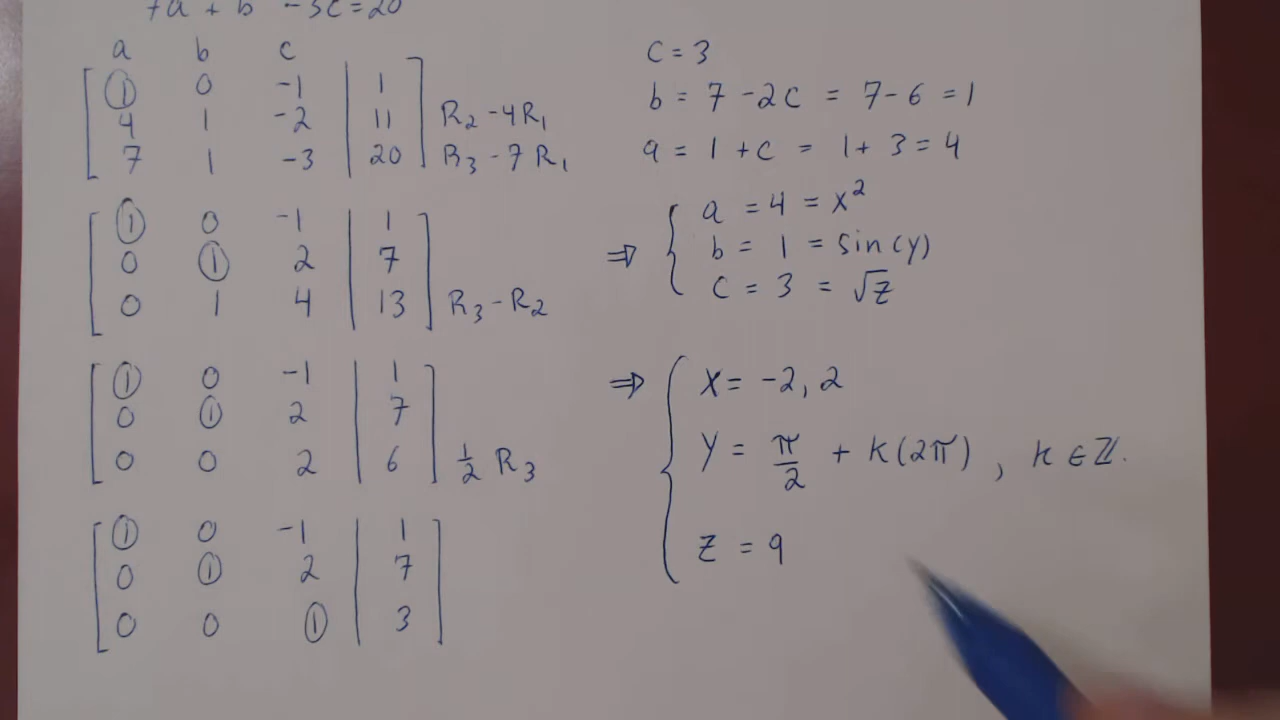 7a + b - 3c = 20
a b c
1 0 -1 | 1
4 1 -2 | 11 R₂ - 4R₁
7 1 -3 | 20 R₃ - 7R₁
1 0 -1 | 1
0 1 2 | 7
0 1 4 | 13 R₃ - R₂
1 0 -1 | 1
0 1 2 | 7
0 0 2 | 6 ½ R₃
1 0 -1 | 1
0 1 2 | 7
0 0 1 | 3
c = 3
b = 7 - 2c = 7 - 6 = 1
a = 1 + c = 1 + 3 = 4
a = 4 = x²
⇒ { b = 1 = sin(y)
c = 3 = √z
⇒ { x = -2, 2
y = π/2 + k(2π), k ∈ ℤ.
z = 9